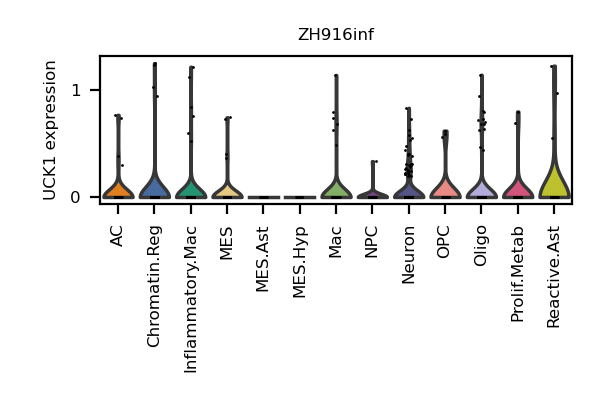 ZH916inf
UCK1 expression
1
0
AC
Chromatin.Reg
Inflammatory.Mac
MES
MES.Ast
MES.Hyp
Mac
NPC
Neuron
OPC
Oligo
Prolif.Metab
Reactive.Ast